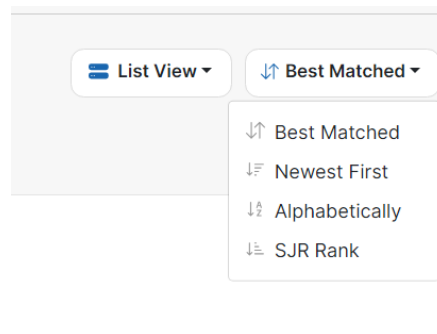 List View
Best Matched
Best Matched
Newest First
Alphabetically
SJR Rank